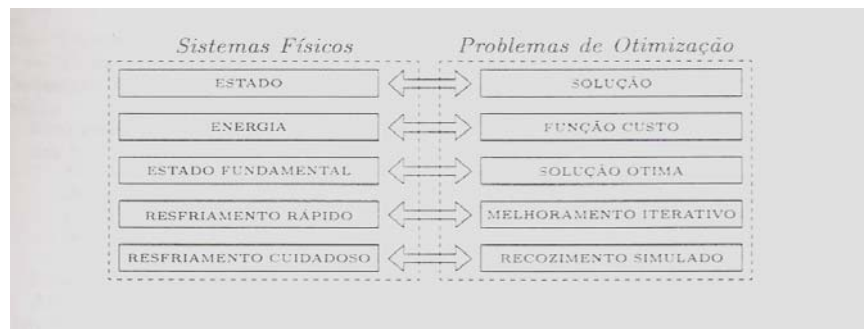 Sistemas Físicos Problemas de Otimização
ESTADO SOLUÇÃO
ENERGIA FUNÇÃO CUSTO
ESTADO FUNDAMENTAL SOLUÇÃO OTIMA
RESFRIAMENTO RÁPIDO MELHORAMENTO ITERATIVO
RESFRIAMENTO CUIDADOSO RECOZIMENTO SIMULADO